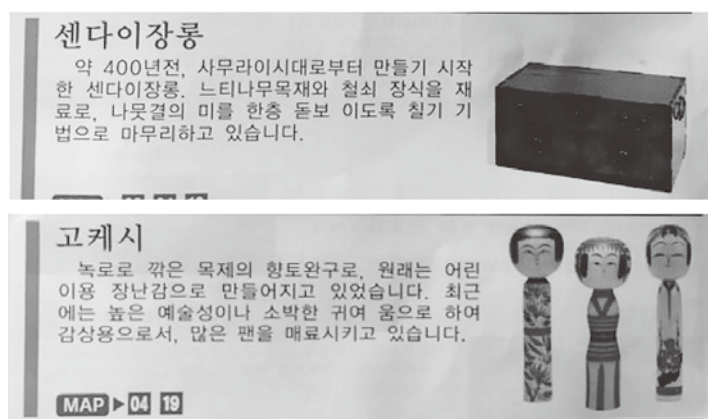 센다이장롱
약 400년전, 사무라이시대로부터 만들기 시작
한 센다이장롱. 느티나무목재와 철쇠 장식을 재
료로, 나뭇결의 미를 한층 돋보 이도록 칠기 기
법으로 마무리하고 있습니다.
고케시
녹로로 깎은 목제의 향토완구로, 원래는 어린
이용 장난감으로 만들어지고 있었습니다. 최근
에는 높은 예술성이나 소박한 귀여 움으로 하여
감상용으로서, 많은 팬을 매료시키고 있습니다.
MAP ▶ 04 19